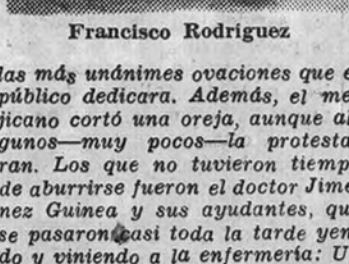 Francisco Rodríguez
las más unánimes ovaciones que e
público dedicara. Además, el me
jicano cortó una oreja, aunque al
gunos—muy pocos—la protesta
ran. Los que no tuvieron tiemp
de aburrirse fueron el doctor Jimé
nez Guinea y sus ayudantes, qu
se pasaron casi toda la tarde yen
do y viniendo a la enfermería: U